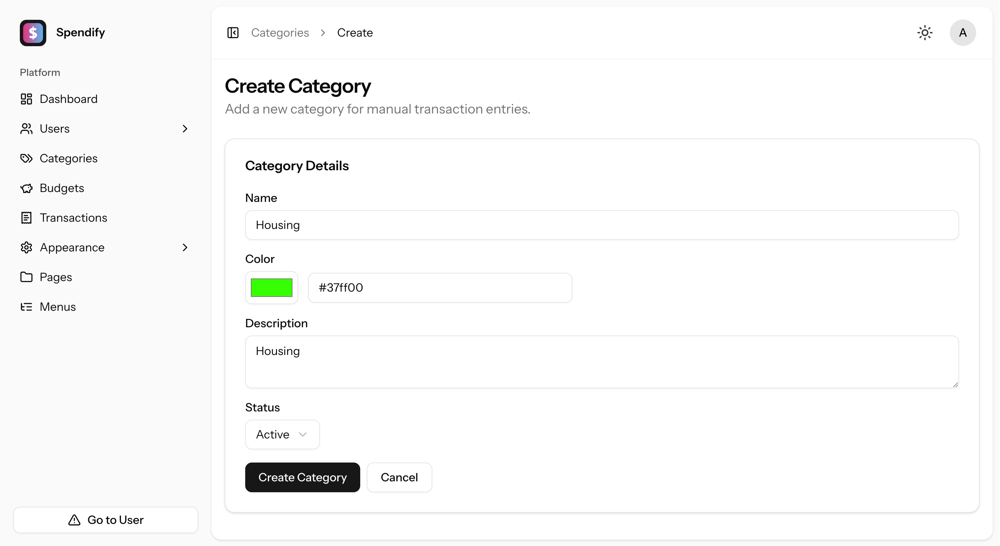 $ Spendify
Platform
Dashboard
Users
Categories
Budgets
Transactions
Appearance
Pages
Menus
Go to User
Categories > Create
A
Create Category
Add a new category for manual transaction entries.
Category Details
Name
Housing
Color
#37ff00
Description
Housing
Status
Active
Create Category Cancel